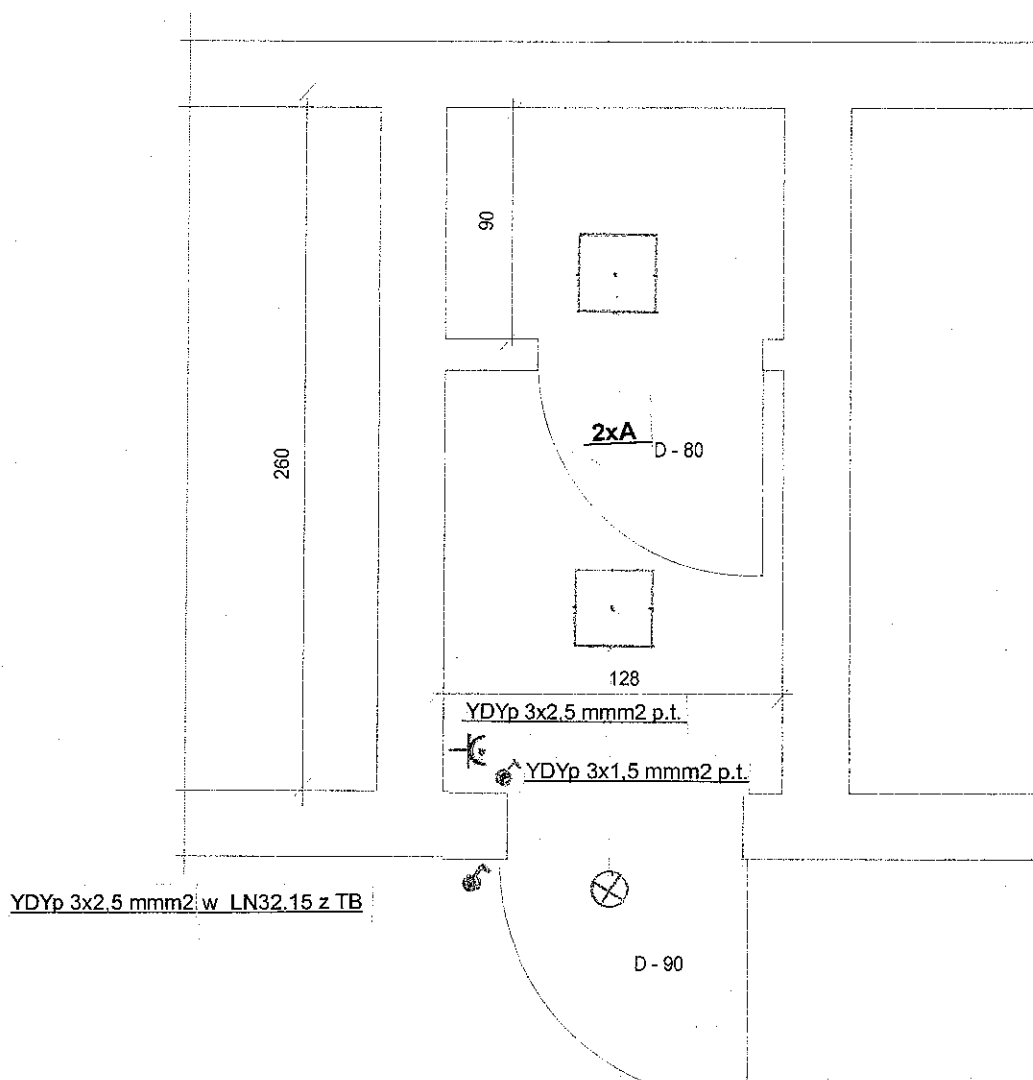 90
260
2xA
D - 80
128
YDYp 3x2,5 mmm2 p.t.
YDYp 3x1,5 mmm2 p.t.
YDYp 3x2,5 mmm2 w LN32.15 z TB
D - 90